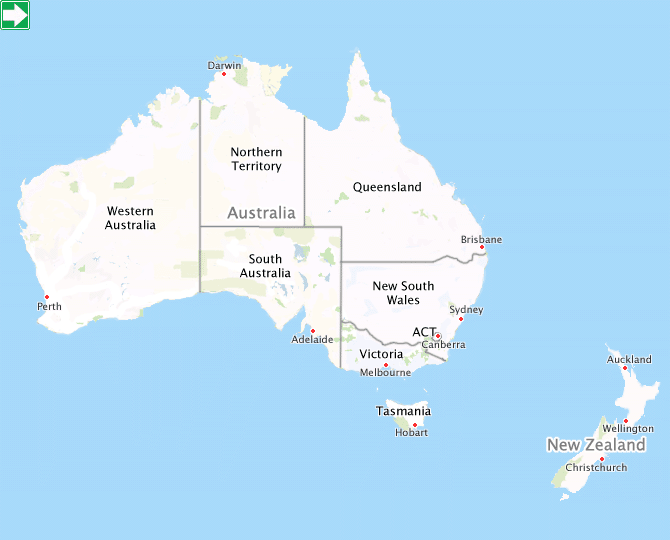 Darwin
Northern
Territory
Queensland
Western
Australia
Australia
Brisbane
South
Australia
New South
Wales
Perth
Sydney
ACT
Adelaide
Canberra
Victoria
Melbourne
Auckland
Tasmania
Hobart
Wellington
New Zealand
Christchurch